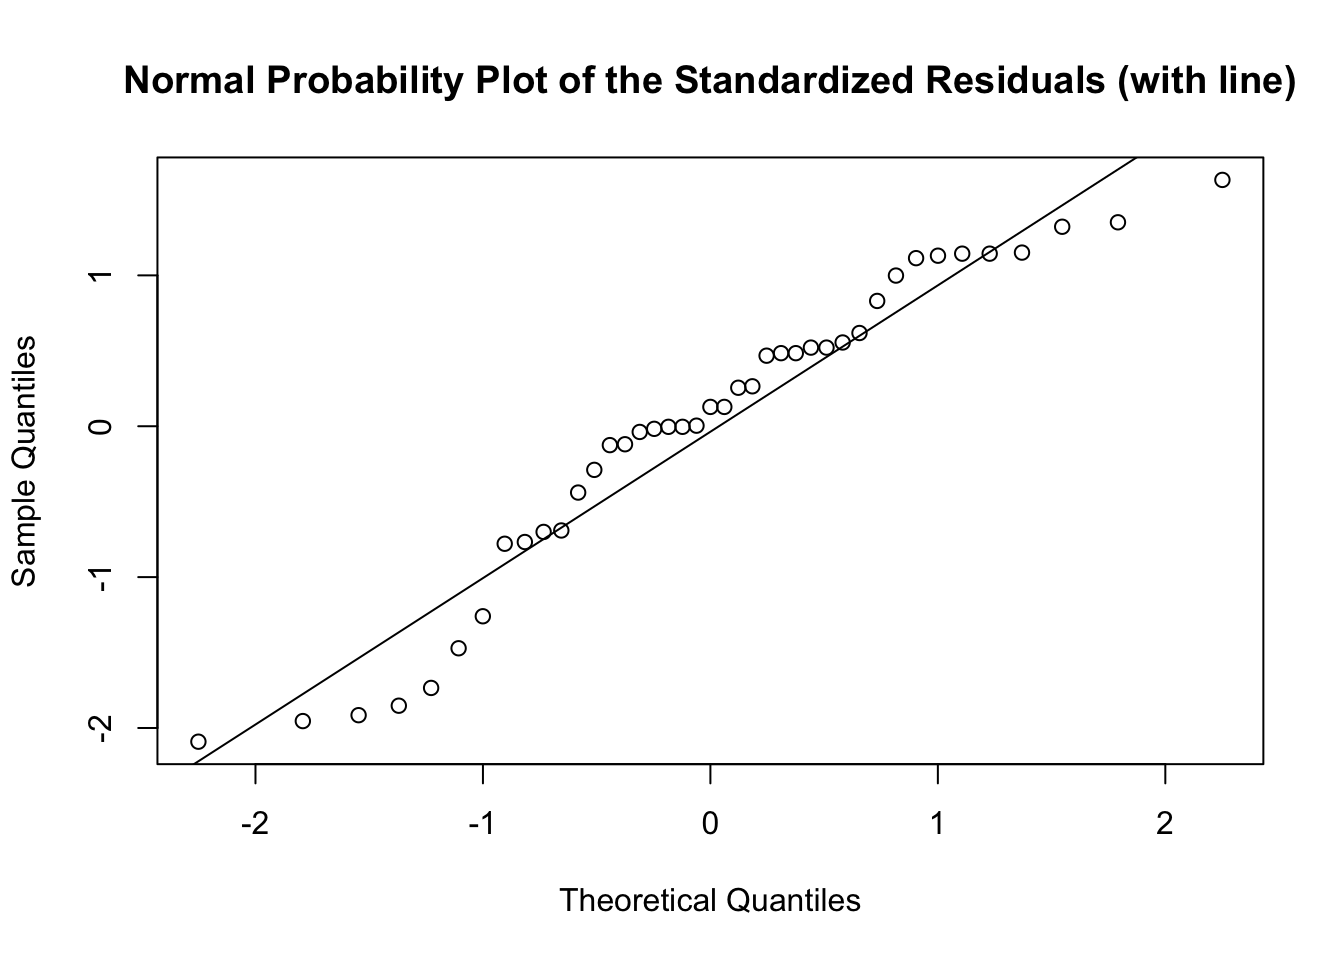 Normal Probability Plot of the Standardized Residuals (with line)
Sample Quantiles
1
0
-1
-2
-2 -1 0 1 2
Theoretical Quantiles